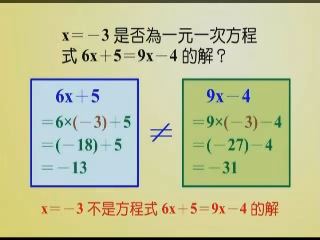 x=-3 是否為一元一次方程
式 6x+5=9x-4 的解？
6x+5
=6×(-3)+5
=(-18)+5
=-13
≠
9x-4
=9×(-3)-4
=(-27)-4
=-31
x=-3 不是方程式 6x+5=9x-4 的解